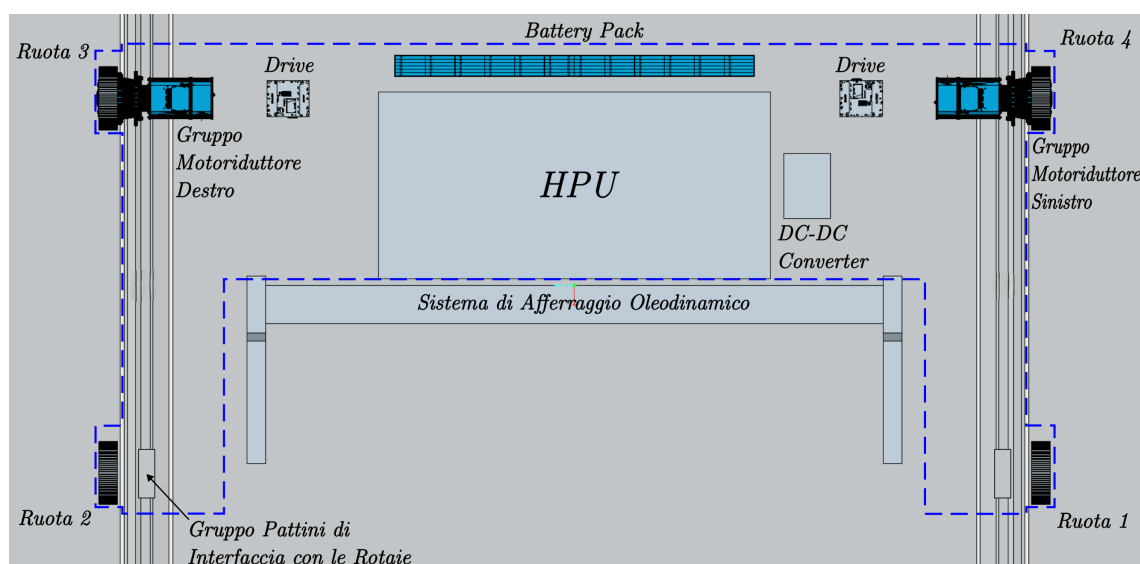 Battery Pack
Ruota 3
Ruota 4
Drive
Drive
Gruppo
Motoriduttore
Destro
Gruppo
Motoriduttore
Sinistro
HPU
DC-DC
Converter
Sistema di Afferraggio Oleodinamico
Ruota 2
Ruota 1
Gruppo Pattini di
Interfaccia con le Rotaie